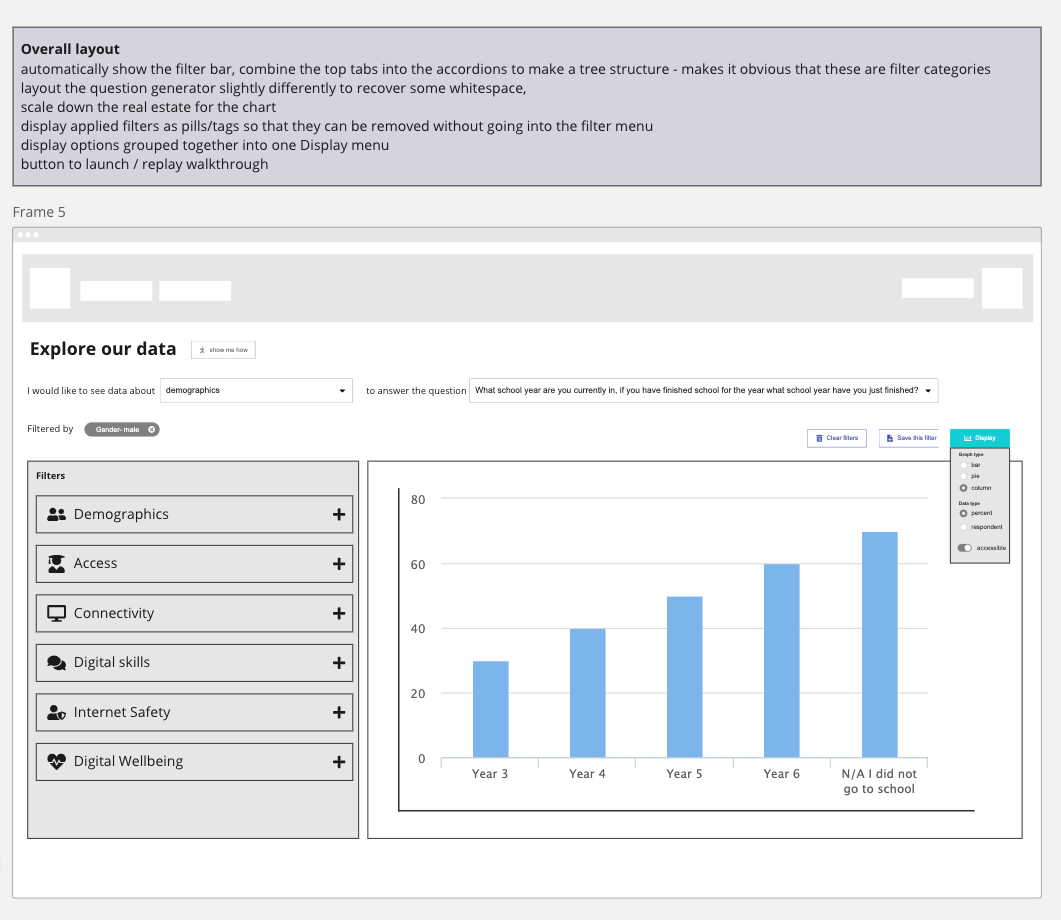 Overall layout
automatically show the filter bar, combine the top tabs into the accordions to make a tree structure - makes it obvious that these are filter categories
layout the question generator slightly differently to recover some whitespace,
scale down the real estate for the chart
display applied filters as pills/tags so that they can be removed without going into the filter menu
display options grouped together into one Display menu
button to launch / replay walkthrough
Frame 5
Explore our data
show me how
I would like to see data about demographics to answer the question What school year are you currently in, if you have finished school for the year what school year have you just finished?
Filtered by Gender- male
Clear filters Save this filter Display
Graph type
bar
pie
column
Data type
percent
respondent
accessible
Filters
Demographics
Access
Connectivity
Digital skills
Internet Safety
Digital Wellbeing
80
60
40
20
0
Year 3 Year 4 Year 5 Year 6 N/A I did not
go to school